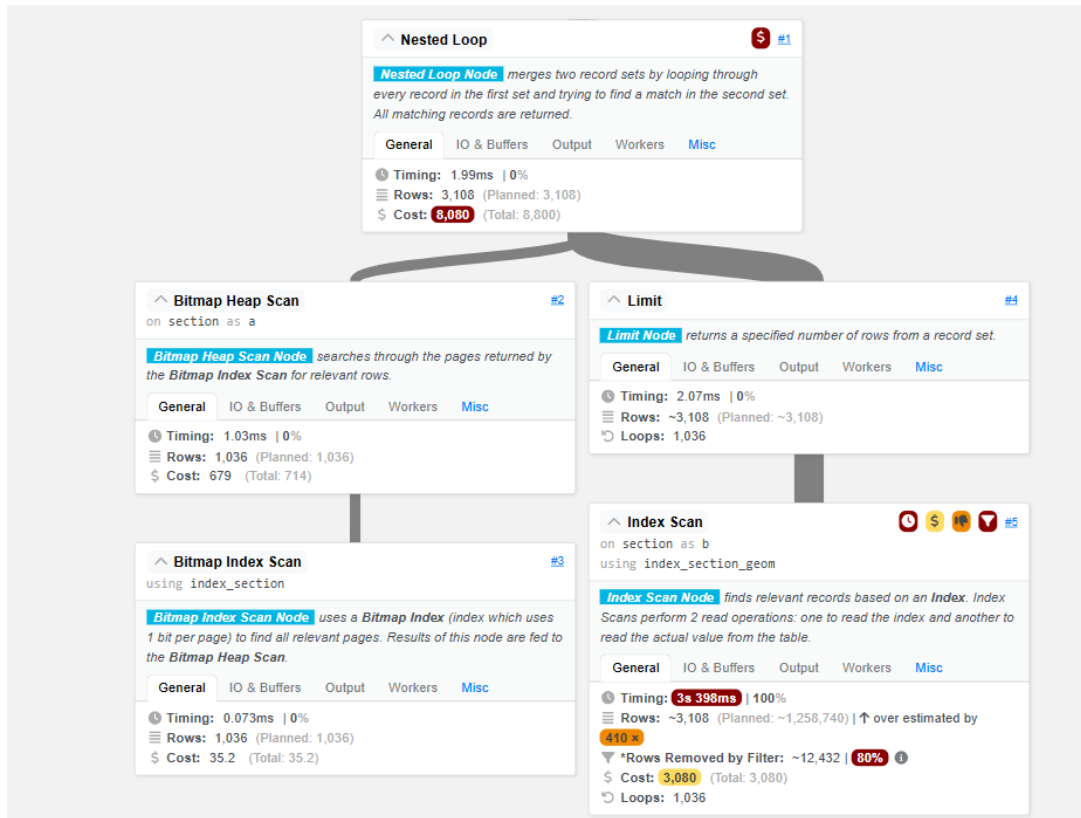 Nested Loop
$ #1
Nested Loop Node merges two record sets by looping through
every record in the first set and trying to find a match in the second set.
All matching records are returned.
General IO & Buffers Output Workers Misc
Timing: 1.99ms | 0%
Rows: 3,108 (Planned: 3,108)
$ Cost: 8,080 (Total: 8,800)
Bitmap Heap Scan #2
on section as a
Bitmap Heap Scan Node searches through the pages returned by
the Bitmap Index Scan for relevant rows.
General IO & Buffers Output Workers Misc
Timing: 1.03ms | 0%
Rows: 1,036 (Planned: 1,036)
$ Cost: 679 (Total: 714)
Limit #4
Limit Node returns a specified number of rows from a record set.
General IO & Buffers Output Workers Misc
Timing: 2.07ms | 0%
Rows: ~3,108 (Planned: ~3,108)
Loops: 1,036
Bitmap Index Scan #3
using index_section
Bitmap Index Scan Node uses a Bitmap Index (index which uses
1 bit per page) to find all relevant pages. Results of this node are fed to
the Bitmap Heap Scan.
General IO & Buffers Output Workers Misc
Timing: 0.073ms | 0%
Rows: 1,036 (Planned: 1,036)
$ Cost: 35.2 (Total: 35.2)
Index Scan $ #5
on section as b
using index_section_geom
Index Scan Node finds relevant records based on an Index. Index
Scans perform 2 read operations: one to read the index and another to
read the actual value from the table.
General IO & Buffers Output Workers Misc
Timing: 3s 398ms | 100%
Rows: ~3,108 (Planned: ~1,258,740) | ↑ over estimated by
410 ×
*Rows Removed by Filter: ~12,432 | 80% i
$ Cost: 3,080 (Total: 3,080)
Loops: 1,036